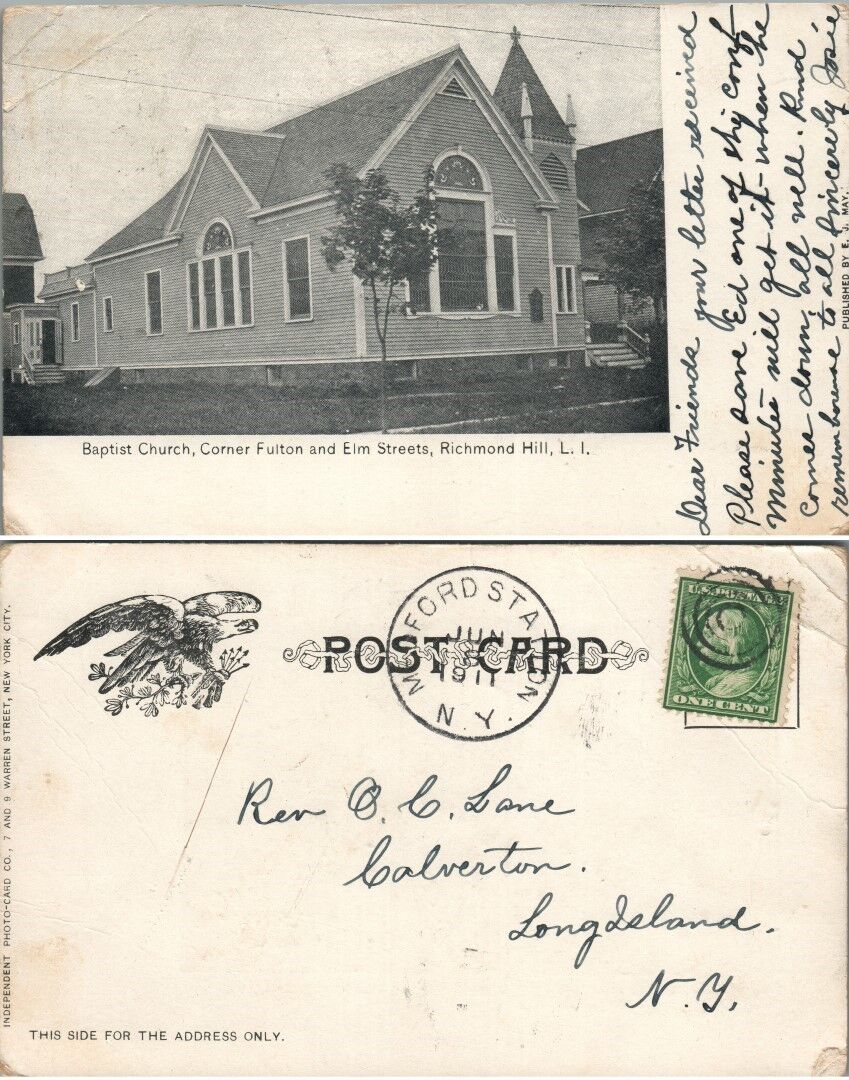 Baptist Church, Corner Fulton and Elm Streets, Richmond Hill, L. I.
Dear Friends your letter received
Please save Ed one of thy conf
minutes will get it when he
comes down, all well. Kind
remembrance to all Sincerely Josie
PUBLISHED BY E. J. MAY.
POST CARD
MEDFORD STATION
JUN
1911
N. Y.
U.S. POSTAGE
ONE CENT
Rev O. C. Lane
Calverton.
Long Island.
N. Y.
THIS SIDE FOR THE ADDRESS ONLY.
INDEPENDENT PHOTO-CARD CO., 7 AND 9 WARREN STREET, NEW YORK CITY.